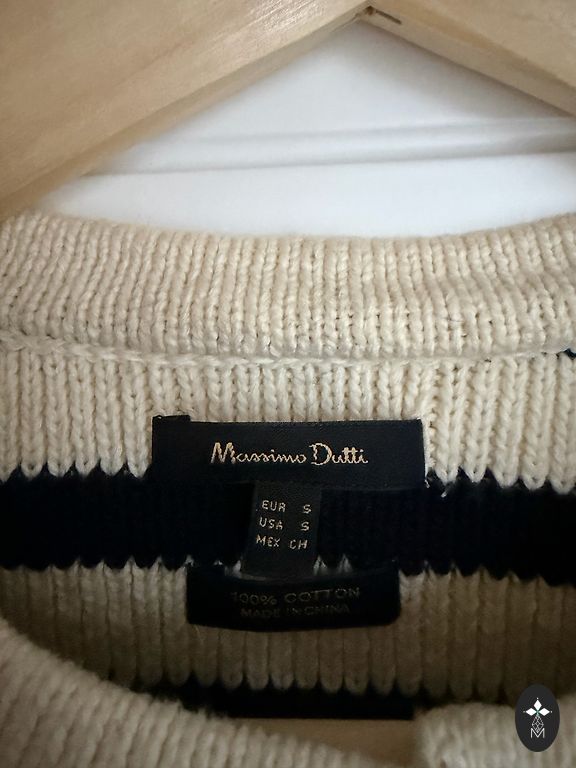 Massimo Dutti
EUR S
USA S
MEX CH
100% COTTON
MADE IN CHINA
M